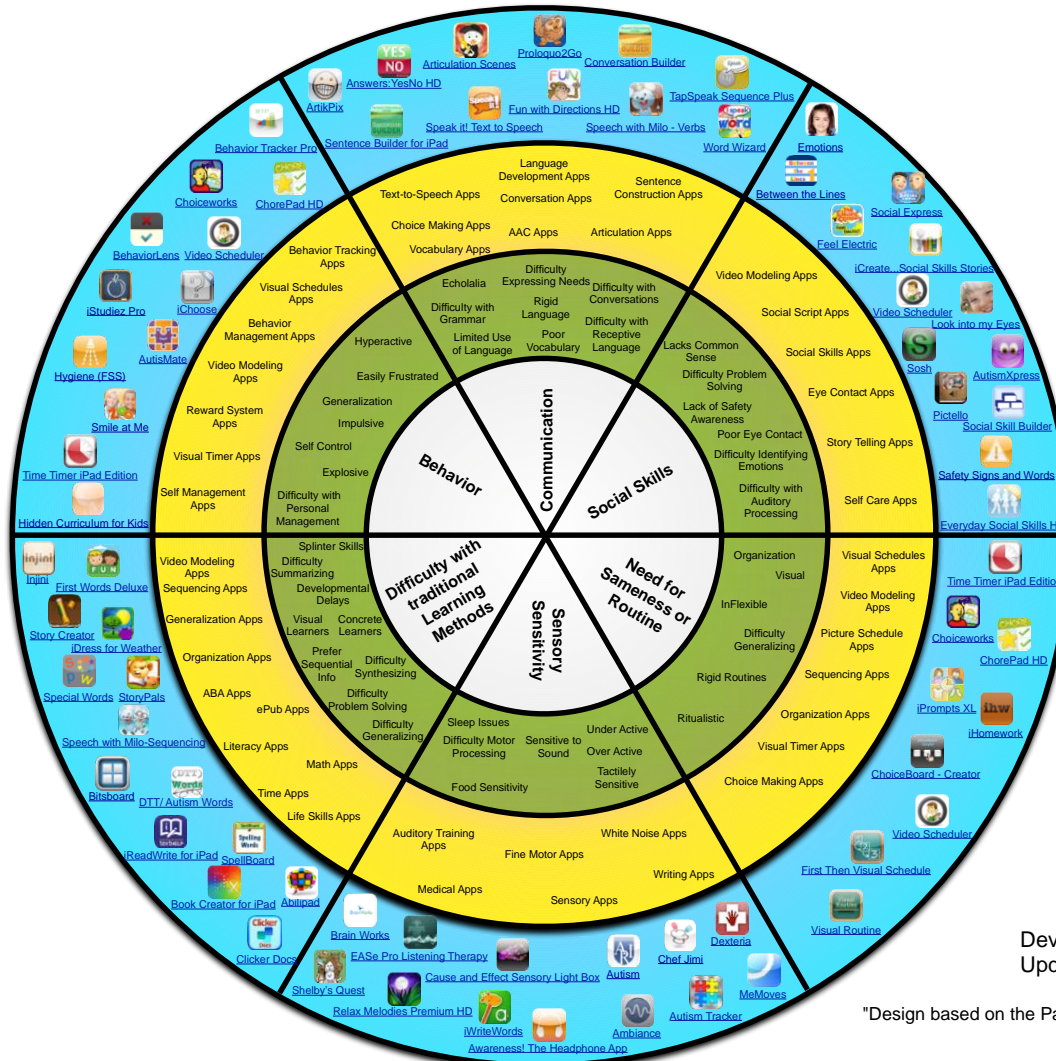 Communication
Social Skills
Need for
Sameness or
Routine
Sensory
Sensitivity
Difficulty with
traditional
Learning
Methods
Behavior
Echolalia
Difficulty
Expressing Needs
Difficulty with
Conversations
Difficulty with
Grammar
Rigid
Language
Limited Use
of Language
Poor
Vocabulary
Difficulty with
Receptive
Language
Lacks Common
Sense
Difficulty Problem
Solving
Lack of Safety
Awareness
Poor Eye Contact
Difficulty Identifying
Emotions
Difficulty with
Auditory
Processing
Organization
Visual
InFlexible
Difficulty
Generalizing
Rigid Routines
Ritualistic
Sleep Issues
Under Active
Difficulty Motor
Processing
Sensitive to
Sound
Over Active
Tactilely
Sensitive
Food Sensitivity
Splinter Skills
Difficulty
Summarizing
Developmental
Delays
Visual
Learners
Concrete
Learners
Prefer
Sequential
Info
Difficulty
Synthesizing
Difficulty
Problem Solving
Difficulty
Generalizing
Hyperactive
Easily Frustrated
Generalization
Impulsive
Self Control
Explosive
Difficulty with
Personal
Management
Language
Development Apps
Text-to-Speech Apps
Conversation Apps
Sentence
Construction Apps
Choice Making Apps
AAC Apps
Articulation Apps
Vocabulary Apps
Video Modeling Apps
Social Script Apps
Social Skills Apps
Eye Contact Apps
Story Telling Apps
Self Care Apps
Visual Schedules
Apps
Video Modeling
Apps
Picture Schedule
Apps
Sequencing Apps
Organization Apps
Visual Timer Apps
Choice Making Apps
Auditory Training
Apps
White Noise Apps
Fine Motor Apps
Writing Apps
Medical Apps
Sensory Apps
Video Modeling
Apps
Sequencing Apps
Generalization Apps
Organization Apps
ABA Apps
ePub Apps
Literacy Apps
Math Apps
Time Apps
Life Skills Apps
Behavior Tracking
Apps
Visual Schedules
Apps
Behavior
Management Apps
Video Modeling
Apps
Reward System
Apps
Visual Timer Apps
Self Management
Apps
YES
NO
ArtikPix
Answers:YesNo HD
Articulation Scenes
Proloquo2Go
Conversation Builder
TapSpeak Sequence Plus
Sentence Builder for iPad
Speak it! Text to Speech
Fun with Directions HD
Speech with Milo - Verbs
Word Wizard
Emotions
Between the Lines
Social Express
Feel Electric
iCreate...Social Skills Stories
Video Scheduler
Look into my Eyes
Sosh
AutismXpress
Pictello
Social Skill Builder
Safety Signs and Words
Everyday Social Skills H
Time Timer iPad Edition
Choiceworks
ChorePad HD
iPrompts XL
ihw
iHomework
ChoiceBoard - Creator
Video Scheduler
First Then Visual Schedule
Visual Routine
Brain Works
EASe Pro Listening Therapy
Shelby's Quest
Cause and Effect Sensory Light Box
Relax Melodies Premium HD
iWriteWords
Awareness! The Headphone App
Autism
Ambiance
Chef Jimi
Dexteria
Autism Tracker
MeMoves
injini
Injini
First Words Deluxe
Story Creator
iDress for Weather
Special Words
StoryPals
Speech with Milo-Sequencing
Bitsboard
DTT/ Autism Words
iReadWrite for iPad
SpellBoard
Book Creator for iPad
Abilipad
Clicker Docs
Behavior Tracker Pro
Choiceworks
ChorePad HD
BehaviorLens
Video Scheduler
iStudiez Pro
iChoose
AutisMate
Hygiene (FSS)
Smile at Me
Time Timer iPad Edition
Hidden Curriculum for Kids
Dev
Upd
"Design based on the Pa